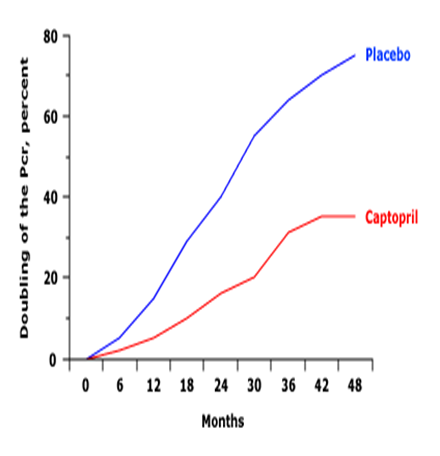 80
Placebo
60
Doubling of the Pcr, percent
40
Captopril
20
0
0 6 12 18 24 30 36 42 48
Months